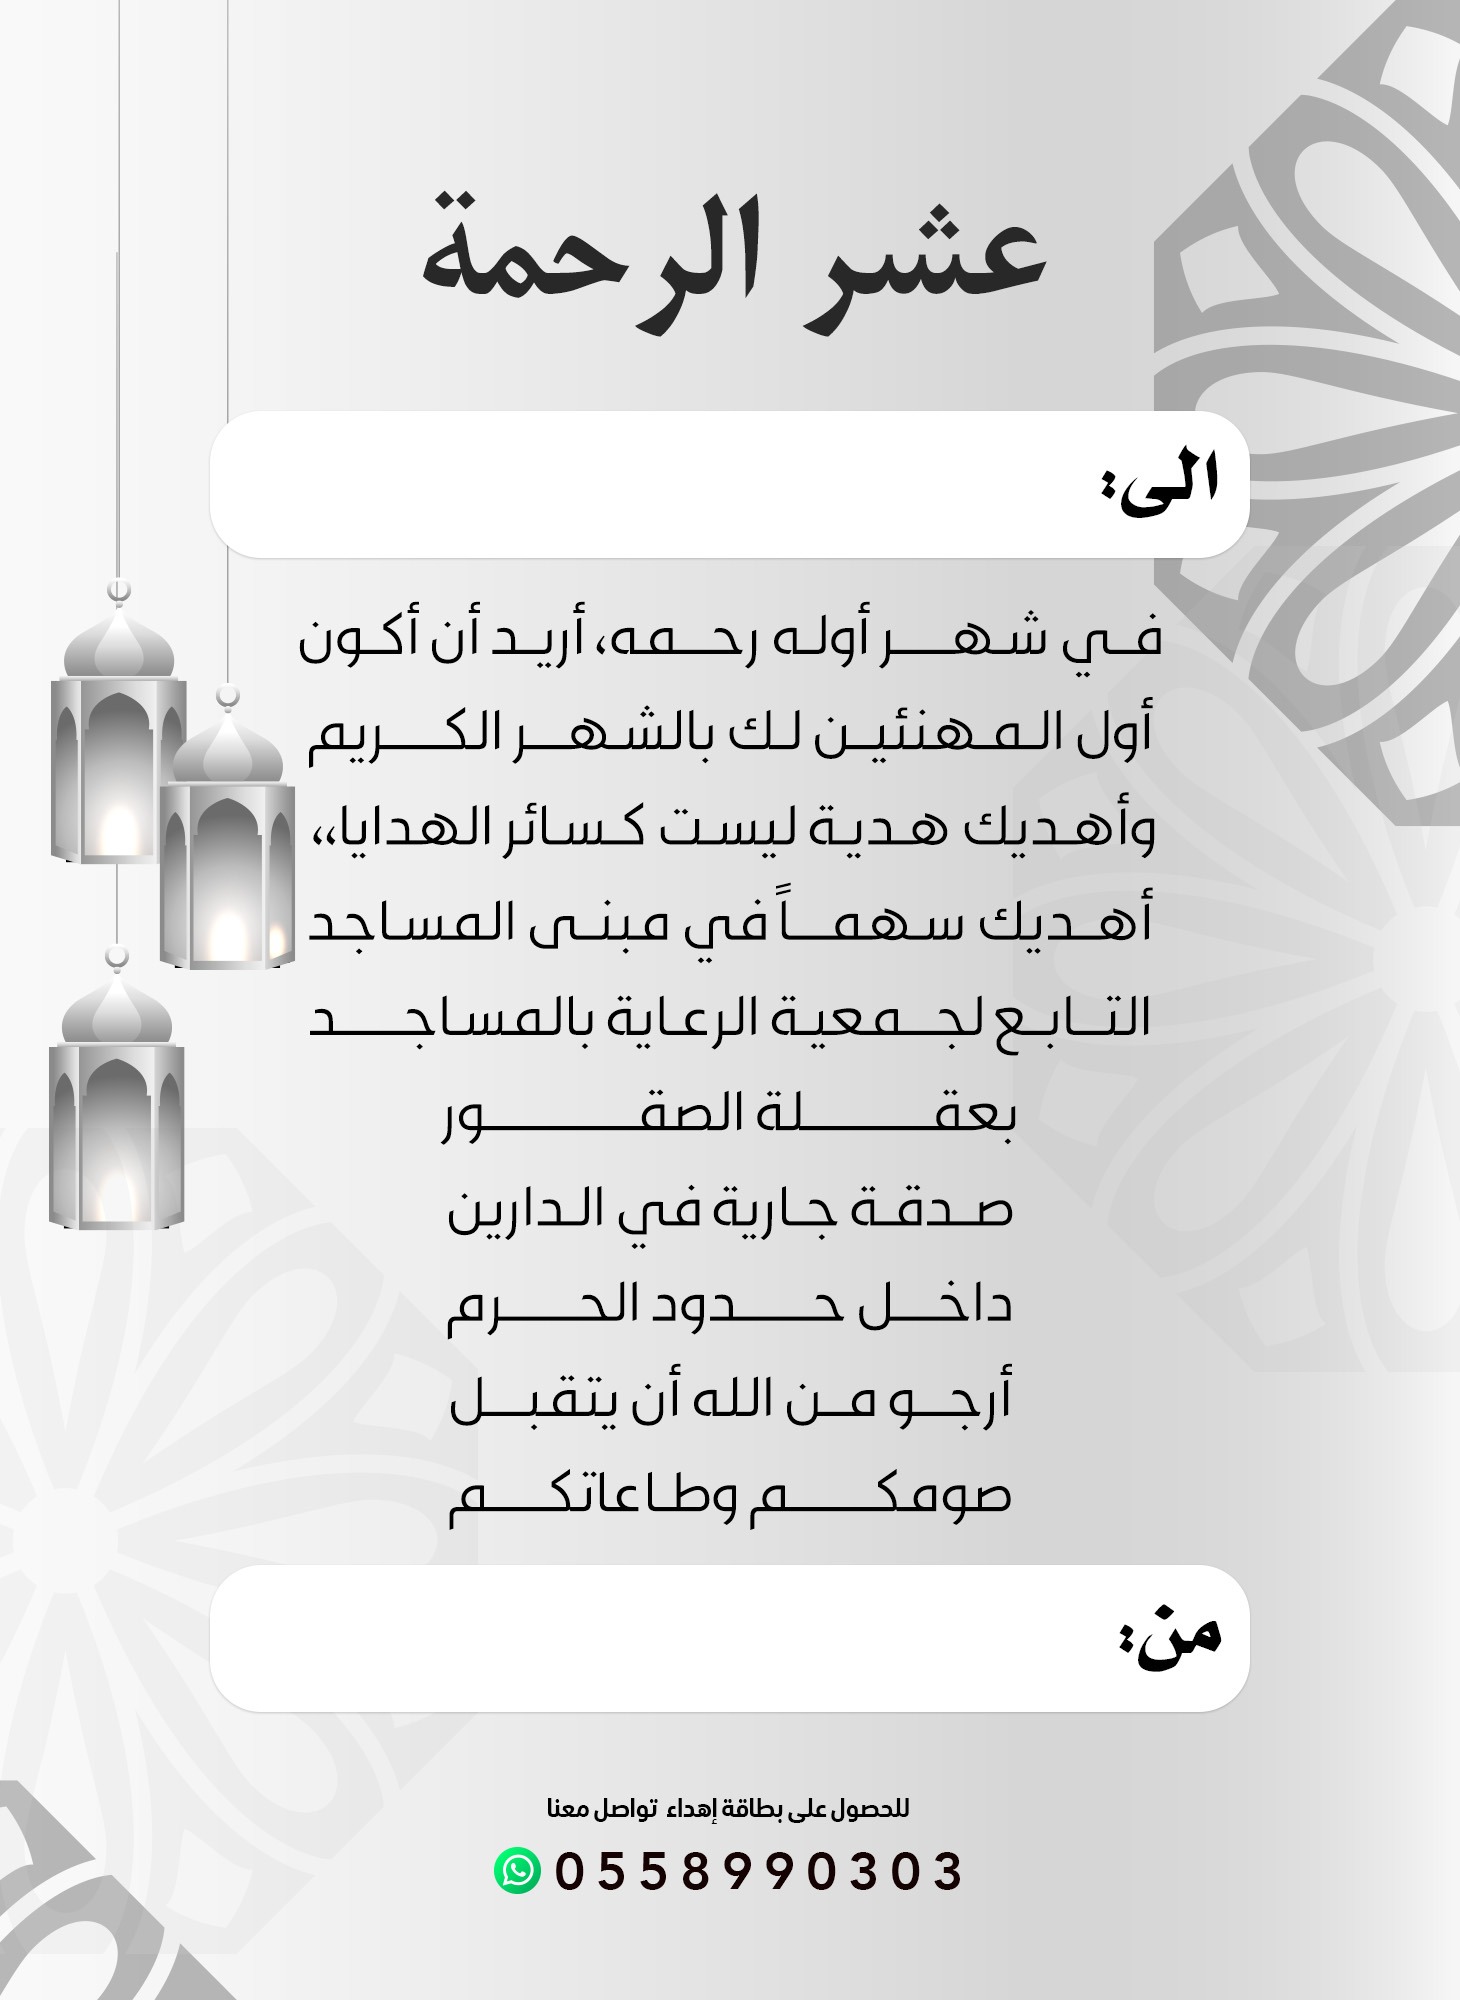 عشر الرحمة
الى:
في شهر أوله رحمه، أريد أن أكون
أول المهنئين لك بالشهر الكريم
وأهديك هدية ليست كسائر الهدايا،،
أهديك سهماً في مبنى المساجد
التابع لجمعية الرعاية بالمساجد
بعقلة الصقور
صدقة جارية في الدارين
داخل حدود الحرم
أرجو من الله أن يتقبل
صومكم وطاعاتكم
من:
للحصول على بطاقة إهداء تواصل معنا
0558990303